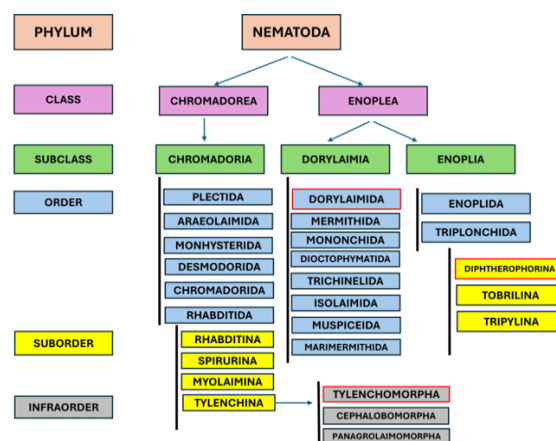 PHYLUM
NEMATODA
CLASS
CHROMADOREA
ENOPLEA
SUBCLASS
CHROMADORIA
DORYLAIMIA
ENOPLIA
ORDER
PLECTIDA
ARAEOLAIMIDA
MONHYSTERIDA
DESMODORIDA
CHROMADORIDA
RHABDITIDA
DORYLAIMIDA
MERMITHIDA
MONONCHIDA
DIOCTOPHYMATIDA
TRICHINELIDA
ISOLAIMIDA
MUSPICEIDA
MARIMERMITHIDA
ENOPLIDA
TRIPLONCHIDA
DIPHTHEROPHORINA
TOBRILINA
TRIPYLINA
SUBORDER
RHABDITINA
SPIRURINA
MYOLAIMINA
TYLENCHINA
INFRAORDER
TYLENCHOMORPHA
CEPHALOBOMORPHA
PANAGROLAIMOMORPHA